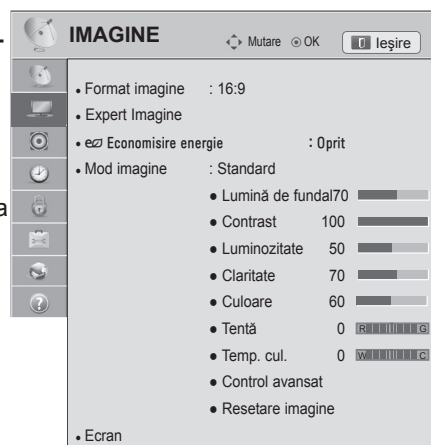 IMAGINE
Mutare OK Ieşire
• Format imagine : 16:9
• Expert Imagine
• Economisire energie : Oprit
• Mod imagine : Standard
• Lumină de fundal70
• Contrast 100
• Luminozitate 50
• Claritate 70
• Culoare 60
• Tentă 0 R G
• Temp. cul. 0 W C
• Control avansat
• Resetare imagine
• Ecran
a